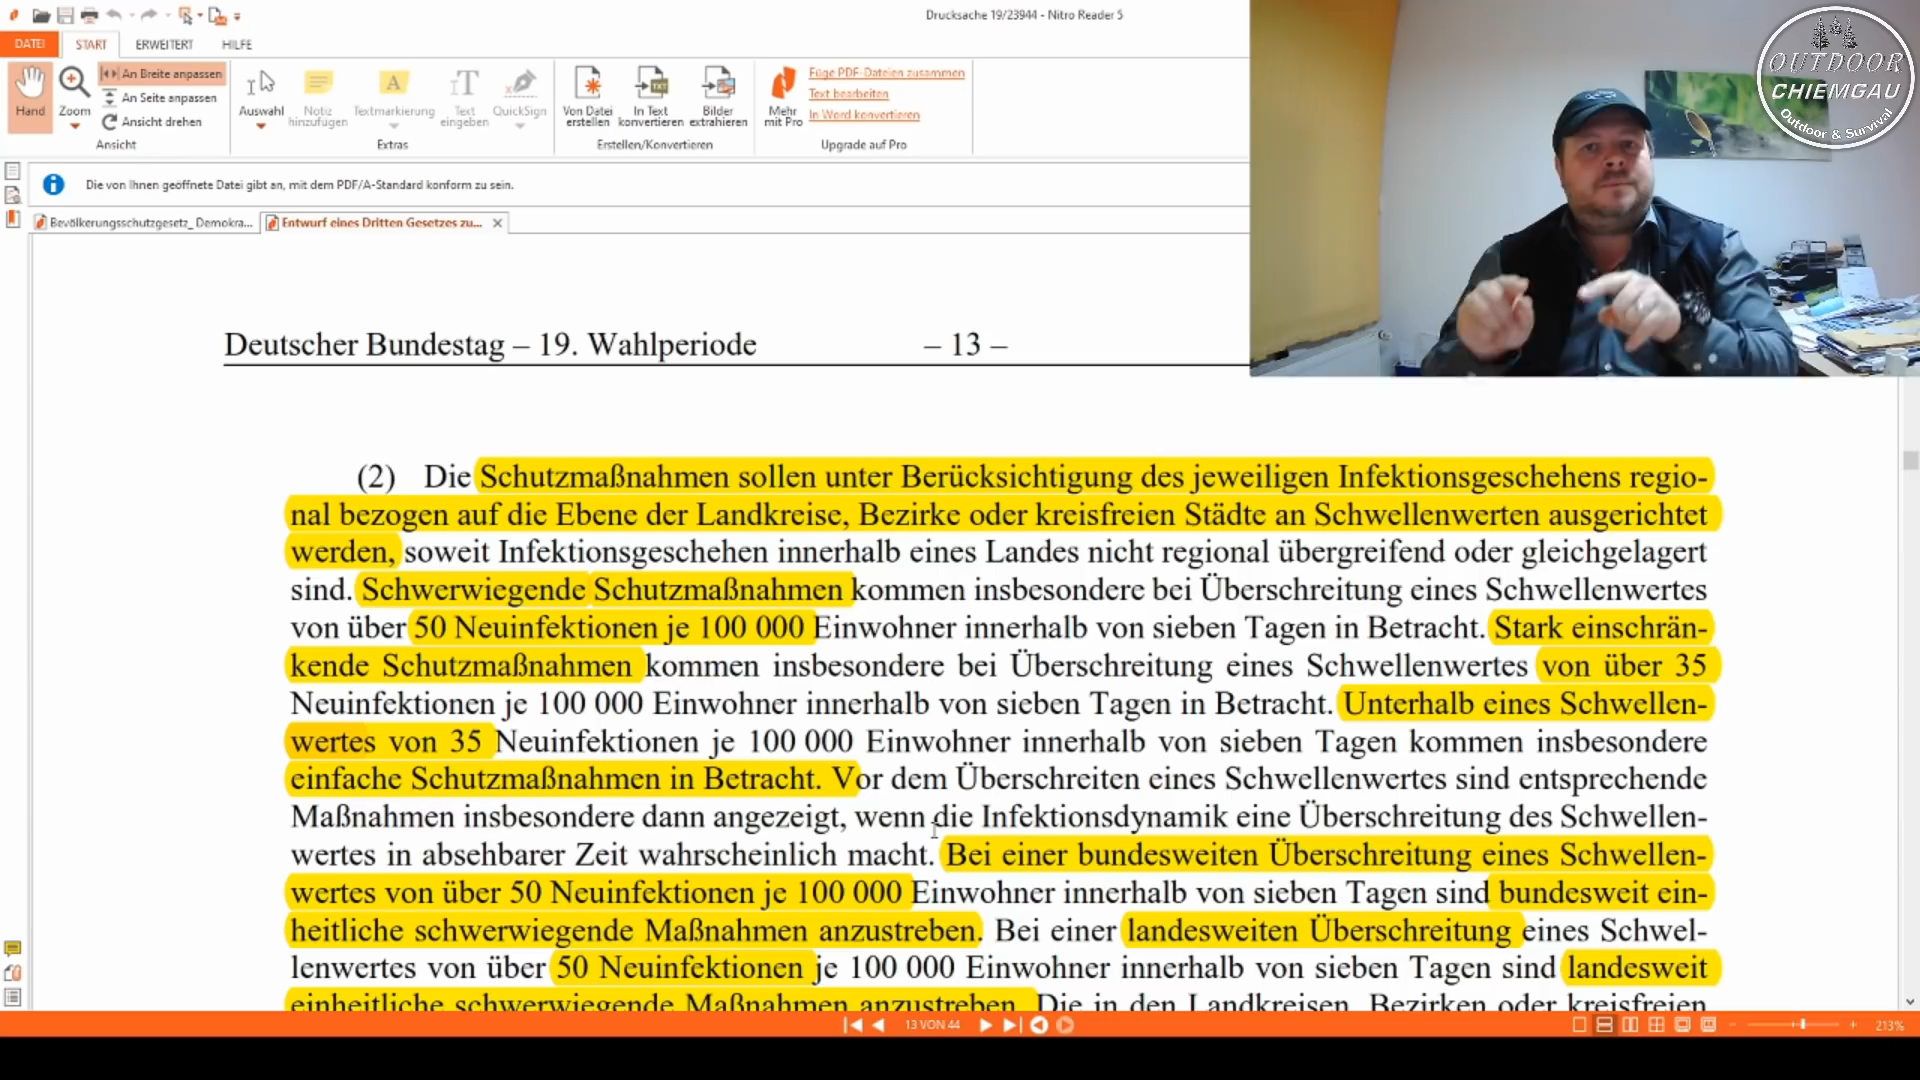 Drucksache 19/23944 - Nitro Reader 5
DATEI START ERWEITERT HILFE
Hand
Zoom
An Breite anpassen
An Seite anpassen
Ansicht drehen
Ansicht
Auswahl
Notiz hinzufügen
Textmarkierung
Text eingeben
QuickSign
Extras
Von Datei erstellen
In Text konvertieren
Bilder extrahieren
Erstellen/Konvertieren
Mehr mit Pro
Füge PDF-Dateien zusammen
Text bearbeiten
In Word konvertieren
Upgrade auf Pro
OUTDOOR
CHIEMGAU
Outdoor & Survival
Die von Ihnen geöffnete Datei gibt an, mit dem PDF/A-Standard konform zu sein.
Bevölkerungsschutzgesetz_ Demokra... Entwurf eines Dritten Gesetzes zu...
Deutscher Bundestag – 19. Wahlperiode – 13 –
(2) Die Schutzmaßnahmen sollen unter Berücksichtigung des jeweiligen Infektionsgeschehens regio-
nal bezogen auf die Ebene der Landkreise, Bezirke oder kreisfreien Städte an Schwellenwerten ausgerichtet
werden, soweit Infektionsgeschehen innerhalb eines Landes nicht regional übergreifend oder gleichgelagert
sind. Schwerwiegende Schutzmaßnahmen kommen insbesondere bei Überschreitung eines Schwellenwertes
von über 50 Neuinfektionen je 100 000 Einwohner innerhalb von sieben Tagen in Betracht. Stark einschrän-
kende Schutzmaßnahmen kommen insbesondere bei Überschreitung eines Schwellenwertes von über 35
Neuinfektionen je 100 000 Einwohner innerhalb von sieben Tagen in Betracht. Unterhalb eines Schwellen-
wertes von 35 Neuinfektionen je 100 000 Einwohner innerhalb von sieben Tagen kommen insbesondere
einfache Schutzmaßnahmen in Betracht. Vor dem Überschreiten eines Schwellenwertes sind entsprechende
Maßnahmen insbesondere dann angezeigt, wenn die Infektionsdynamik eine Überschreitung des Schwellen-
wertes in absehbarer Zeit wahrscheinlich macht. Bei einer bundesweiten Überschreitung eines Schwellen-
wertes von über 50 Neuinfektionen je 100 000 Einwohner innerhalb von sieben Tagen sind bundesweit ein-
heitliche schwerwiegende Maßnahmen anzustreben. Bei einer landesweiten Überschreitung eines Schwel-
lenwertes von über 50 Neuinfektionen je 100 000 Einwohner innerhalb von sieben Tagen sind landesweit
einheitliche schwerwiegende Maßnahmen anzustreben. Die in den Landkreisen, Bezirken oder kreisfreien
13 VON 44
213%